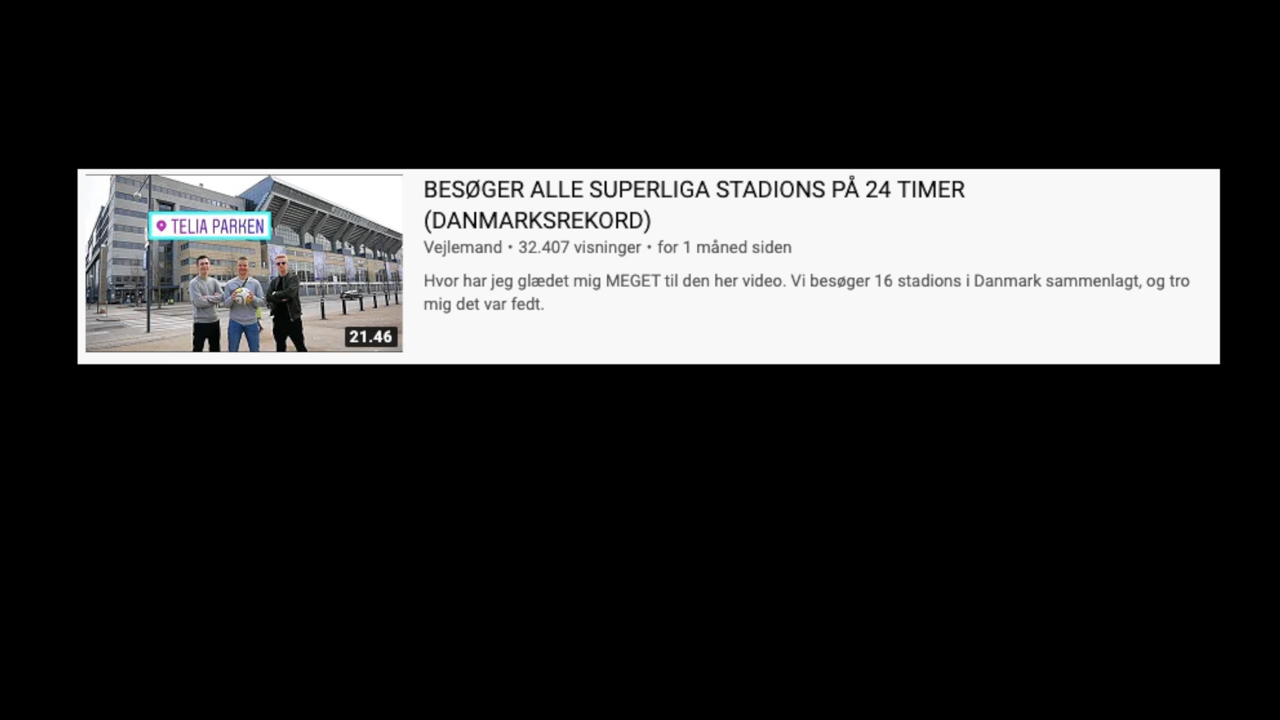 TELIA PARKEN
21.46
BESØGER ALLE SUPERLIGA STADIONS PÅ 24 TIMER
(DANMARKSREKORD)
Vejlemand • 32.407 visninger • for 1 måned siden
Hvor har jeg glædet mig MEGET til den her video. Vi besøger 16 stadions i Danmark sammenlagt, og tro
mig det var fedt.